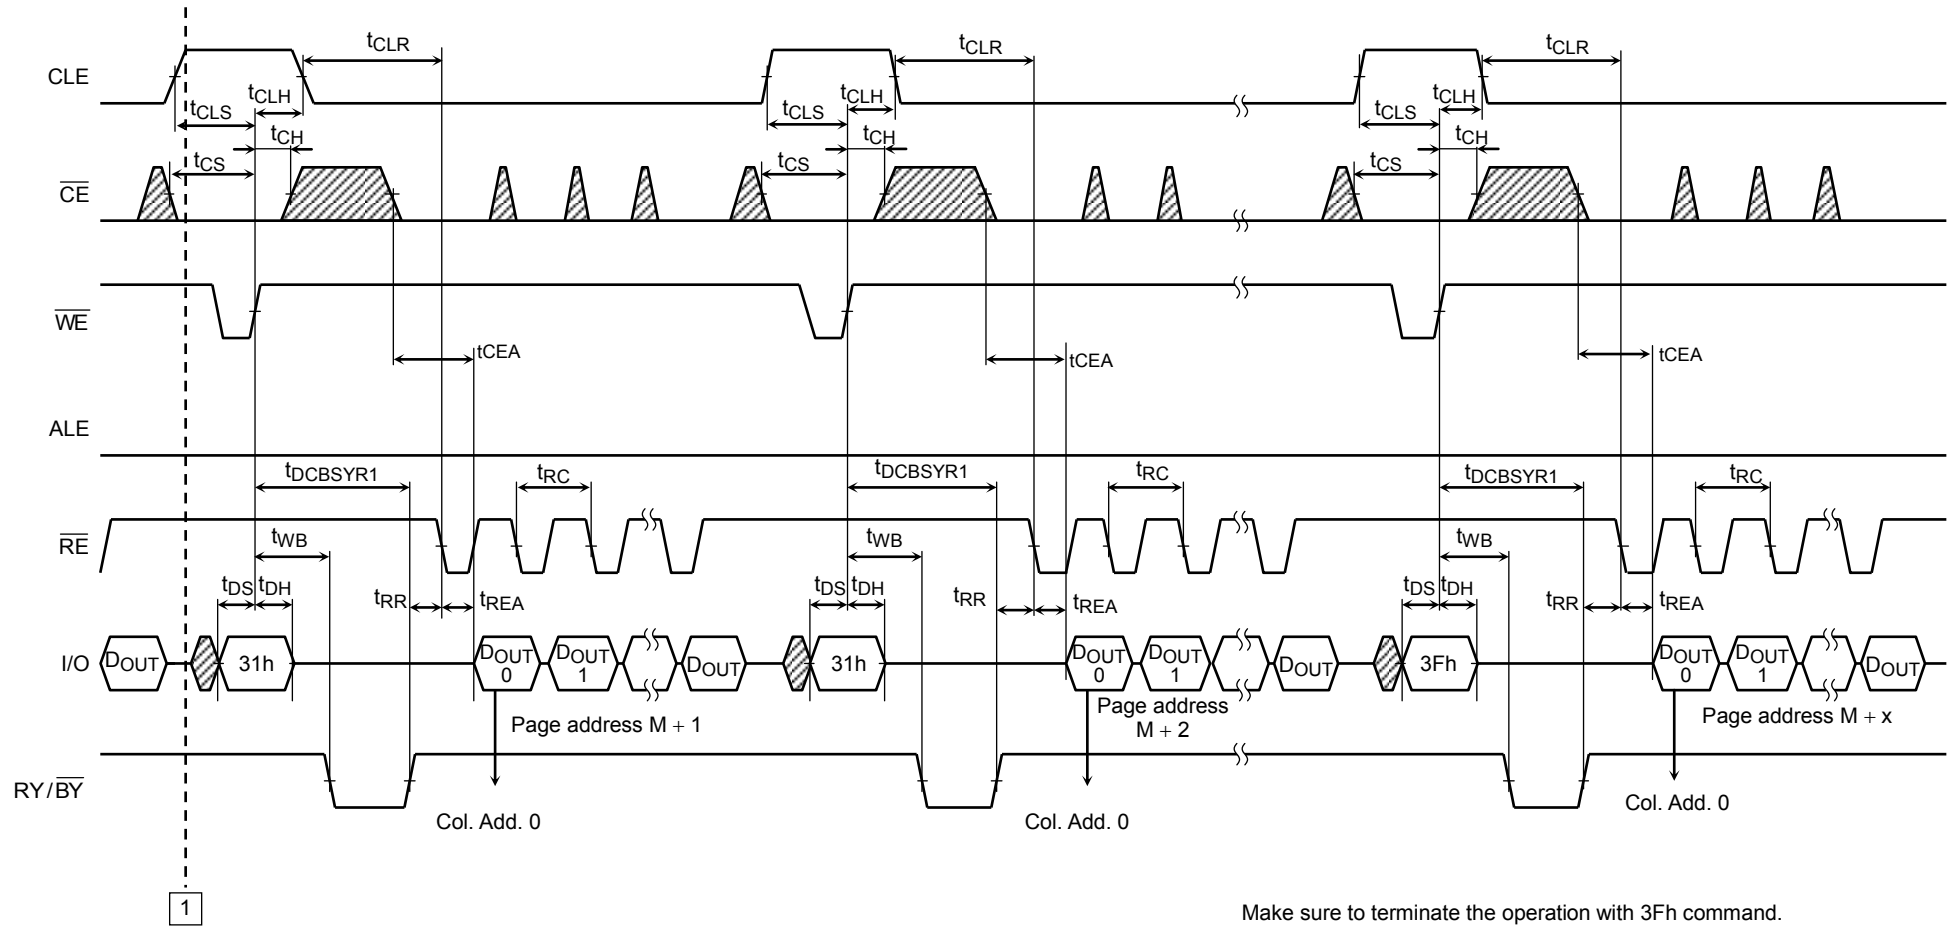 CLE
tCLR tCLR tCLR
tCLH tCLH tCLH
tCLS tCLS tCLS
tCH tCH tCH
tCS tCS tCS
CE
WE
tCEA tCEA tCEA
ALE
tDCBSYR1 tRC tDCBSYR1 tRC tDCBSYR1 tRC
RE
tWB tWB tWB
tDS tDH tDS tDH tDS tDH
tRR tREA tRR tREA tRR tREA
I/O DOUT 31h DOUT 0 DOUT 1 DOUT 31h DOUT 0 DOUT 1 DOUT 3Fh DOUT 0 DOUT 1 DOUT
Page address M + 1
Page address
M + 2
Page address M + x
RY/BY
Col. Add. 0
Col. Add. 0
Col. Add. 0
1
Make sure to terminate the operation with 3Fh command.